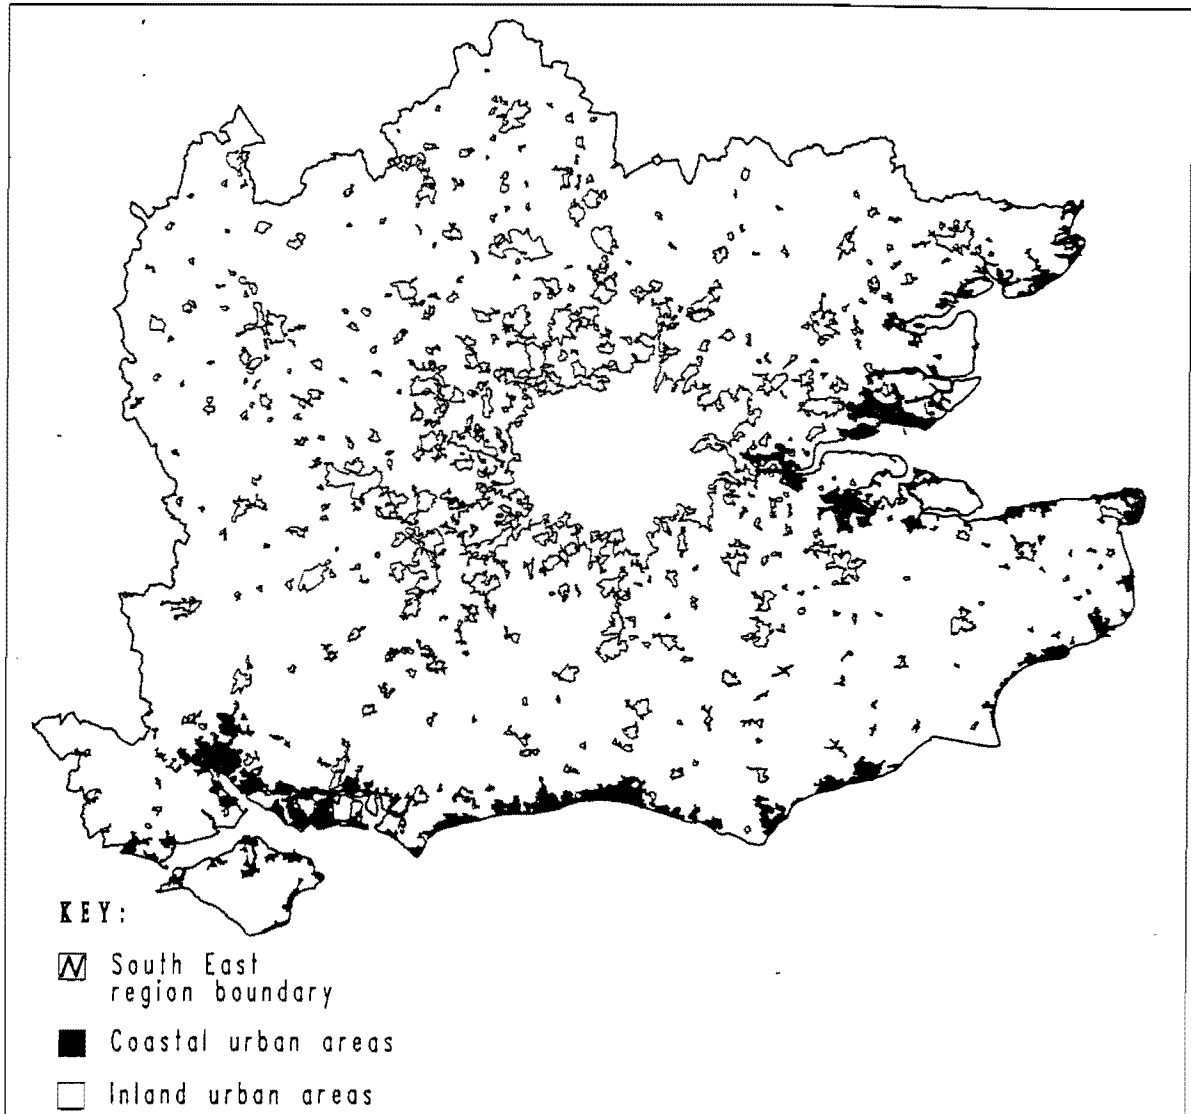 KEY:
South East
region boundary
Coastal urban areas
Inland urban areas